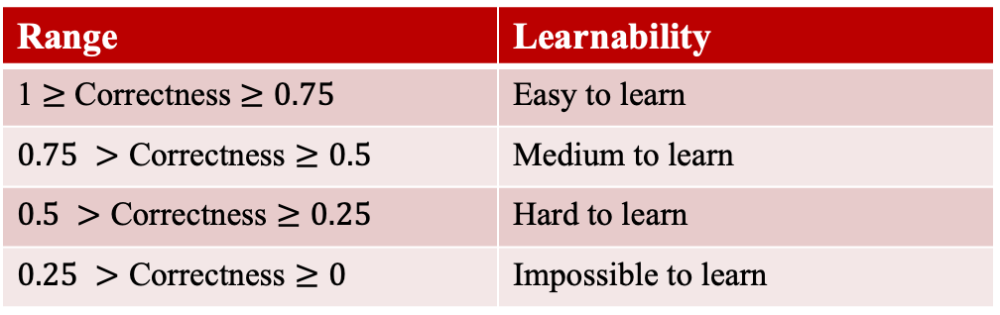 Range Learnability
1 ≥ Correctness ≥ 0.75 Easy to learn
0.75 > Correctness ≥ 0.5 Medium to learn
0.5 > Correctness ≥ 0.25 Hard to learn
0.25 > Correctness ≥ 0 Impossible to learn